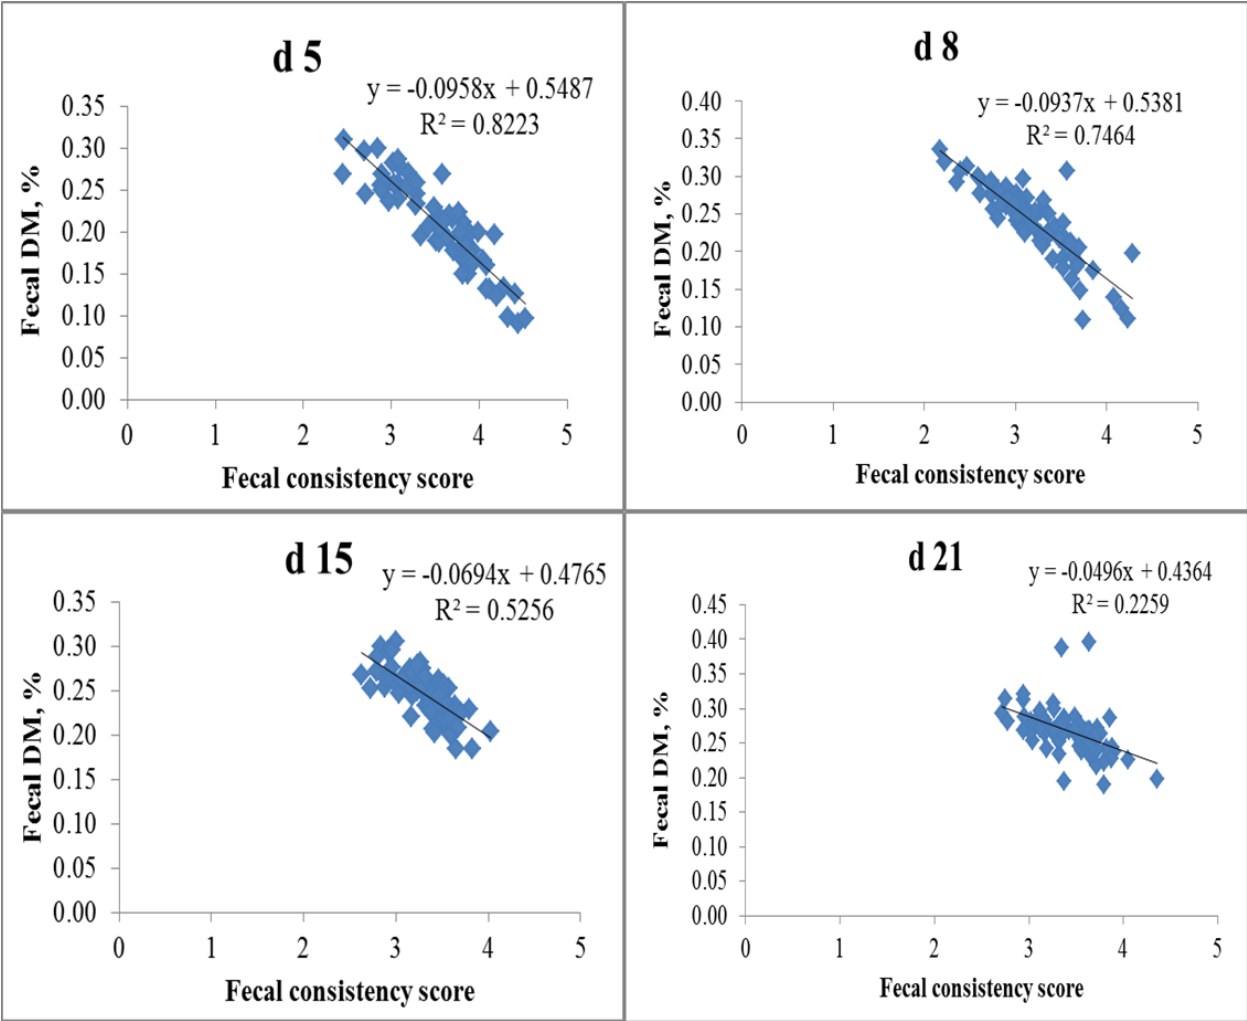 d 5
y = -0.0958x + 0.5487
R² = 0.8223
0.35
0.30
0.25
0.20
0.15
0.10
0.05
0.00
Fecal DM, %
0 1 2 3 4 5
Fecal consistency score
d 8
y = -0.0937x + 0.5381
R² = 0.7464
0.40
0.35
0.30
0.25
0.20
0.15
0.10
0.05
0.00
Fecal DM, %
0 1 2 3 4 5
Fecal consistency score
d 15
y = -0.0694x + 0.4765
R² = 0.5256
0.35
0.30
0.25
0.20
0.15
0.10
0.05
0.00
Fecal DM, %
0 1 2 3 4 5
Fecal consistency score
d 21
y = -0.0496x + 0.4364
R² = 0.2259
0.45
0.40
0.35
0.30
0.25
0.20
0.15
0.10
0.05
0.00
Fecal DM, %
0 1 2 3 4 5
Fecal consistency score